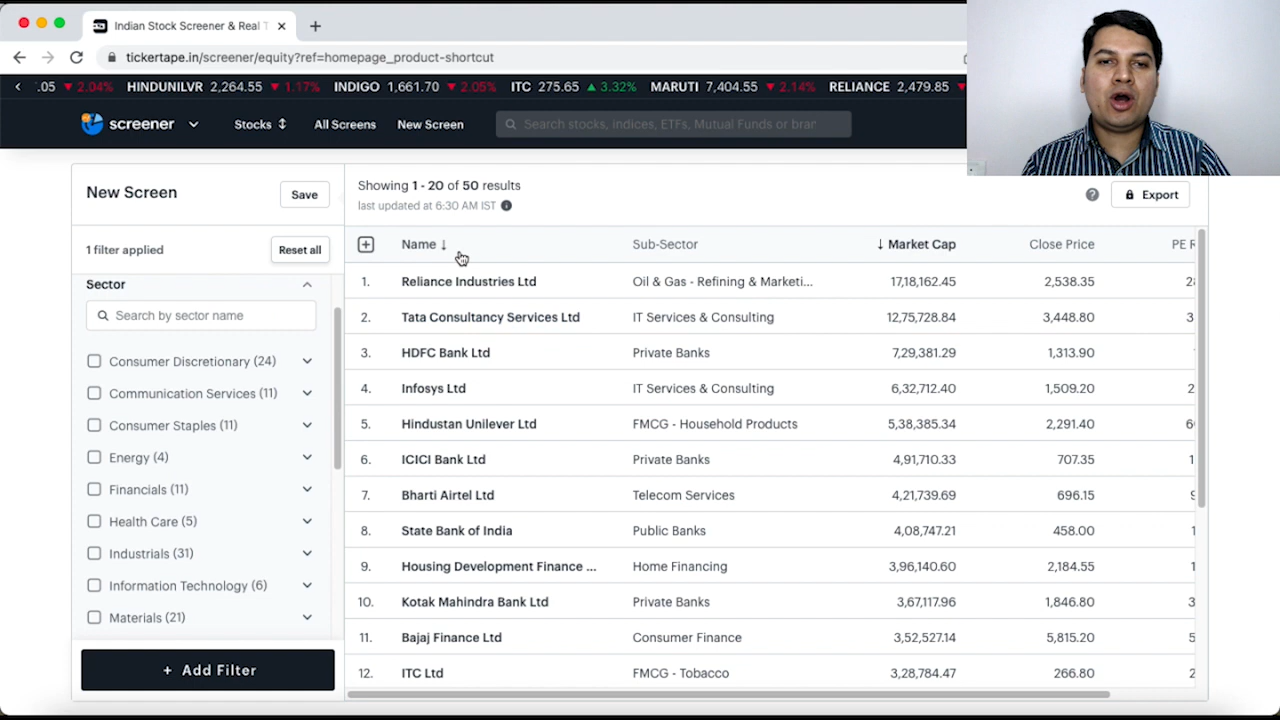 Indian Stock Screener & Real T
tickertape.in/screener/equity?ref=homepage_product-shortcut
.05 2.04% HINDUNILVR 2,264.55 1.17% INDIGO 1,661.70 2.05% ITC 275.65 3.32% MARUTI 7,404.55 2.14% RELIANCE 2,479.85
screener Stocks All Screens New Screen Search stocks, indices, ETFs, Mutual Funds or bran
New Screen Save
Showing 1 - 20 of 50 results
last updated at 6:30 AM IST
Export
1 filter applied Reset all
Sector
Search by sector name
Consumer Discretionary (24)
Communication Services (11)
Consumer Staples (11)
Energy (4)
Financials (11)
Health Care (5)
Industrials (31)
Information Technology (6)
Materials (21)
+ Add Filter
Name ↓ Sub-Sector ↓ Market Cap Close Price PE R
1. Reliance Industries Ltd Oil & Gas - Refining & Marketi... 17,18,162.45 2,538.35 28
2. Tata Consultancy Services Ltd IT Services & Consulting 12,75,728.84 3,448.80 3
3. HDFC Bank Ltd Private Banks 7,29,381.29 1,313.90
4. Infosys Ltd IT Services & Consulting 6,32,712.40 1,509.20 2
5. Hindustan Unilever Ltd FMCG - Household Products 5,38,385.34 2,291.40 6
6. ICICI Bank Ltd Private Banks 4,91,710.33 707.35 1
7. Bharti Airtel Ltd Telecom Services 4,21,739.69 696.15 9
8. State Bank of India Public Banks 4,08,747.21 458.00 1
9. Housing Development Finance ... Home Financing 3,96,140.60 2,184.55 1
10. Kotak Mahindra Bank Ltd Private Banks 3,67,117.96 1,846.80 3
11. Bajaj Finance Ltd Consumer Finance 3,52,527.14 5,815.20 5
12. ITC Ltd FMCG - Tobacco 3,28,784.47 266.80